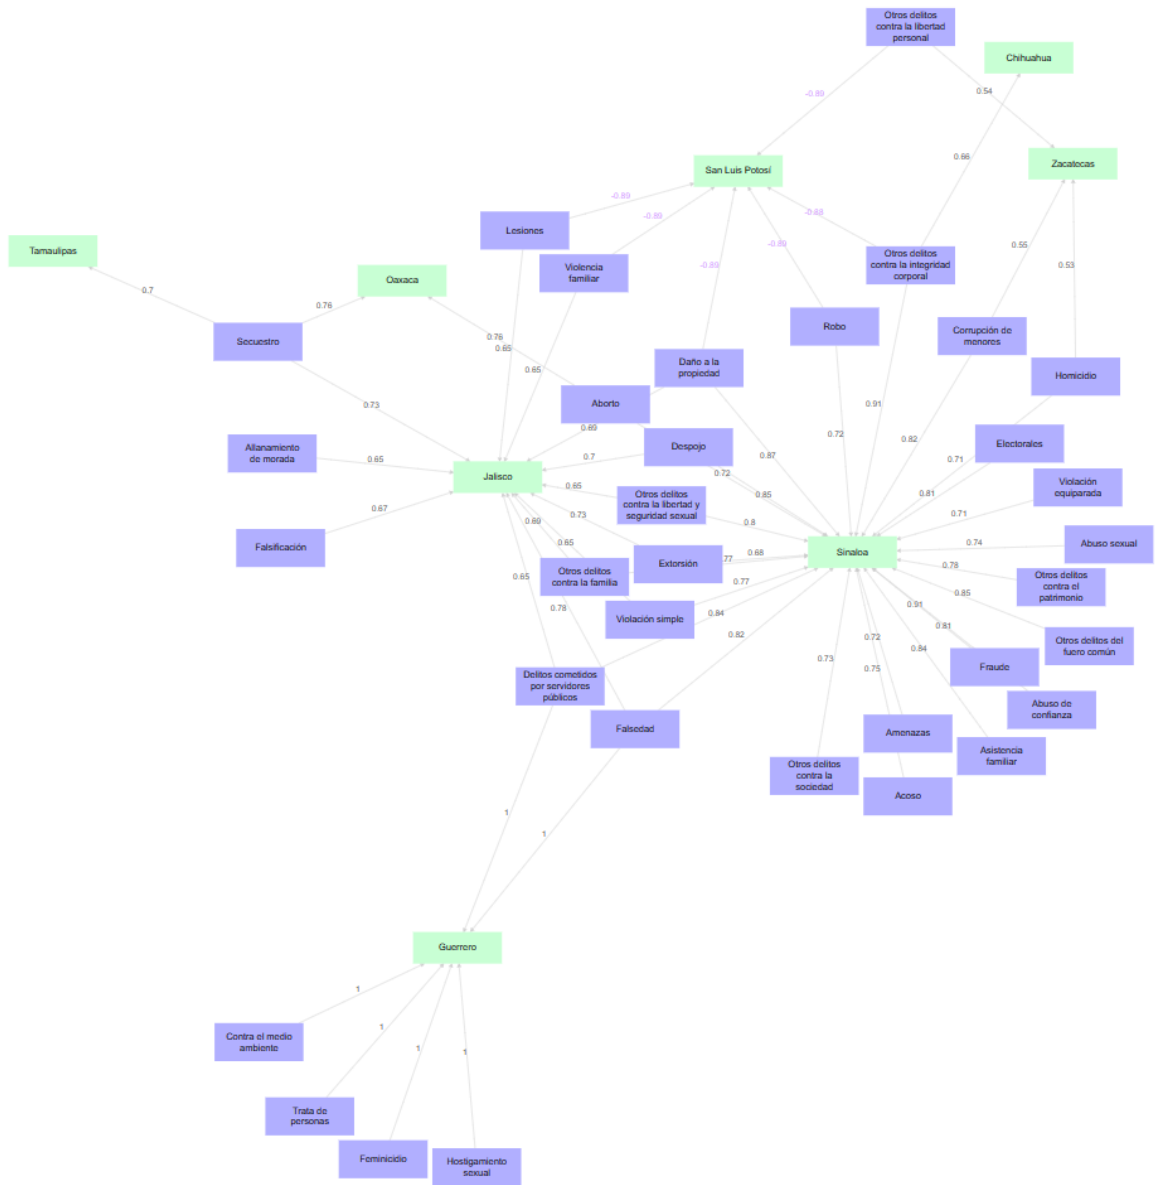 Otros delitos
contra la libertad
personal
Chihuahua
-0.89
0.54
0.66
San Luis Potosí
Zacatecas
-0.89
-0.89
-0.88
Lesiones
-0.89
-0.89
0.55
0.53
Tamaulipas
Violencia
familiar
Otros delitos
contra la integridad
corporal
Oaxaca
0.7
0.76
Secuestro
Robo
Corrupción de
menores
0.76
0.65
0.65
Daño a la
propiedad
Homicidio
0.73
Aborto
0.91
0.69
0.72
0.82
Allanamiento
de morada
0.65
Despojo
Electorales
0.7
0.87
0.71
Jalisco
0.65
0.72
0.85
0.81
Violación
equiparada
Otros delitos
contra la libertad y
seguridad sexual
0.67
0.69
0.73
0.8
0.71
Falsificación
0.65
0.68
0.74
Abuso sexual
Sinaloa
Extorsión
.77
0.78
Otros delitos
contra la familia
0.65
0.77
Otros delitos
contra el
patrimonio
0.85
0.78
Violación simple
0.84
0.91
0.81
0.82
0.72
0.84
Otros delitos del
fuero común
0.73
0.75
Fraude
Delitos cometidos
por servidores
públicos
Abuso de
confianza
Falsedad
Amenazas
Asistencia
familiar
Otros delitos
contra la
sociedad
Acoso
1
1
Guerrero
1
1
1
1
Contra el medio
ambiente
Trata de
personas
Feminicidio
Hostigamiento
sexual